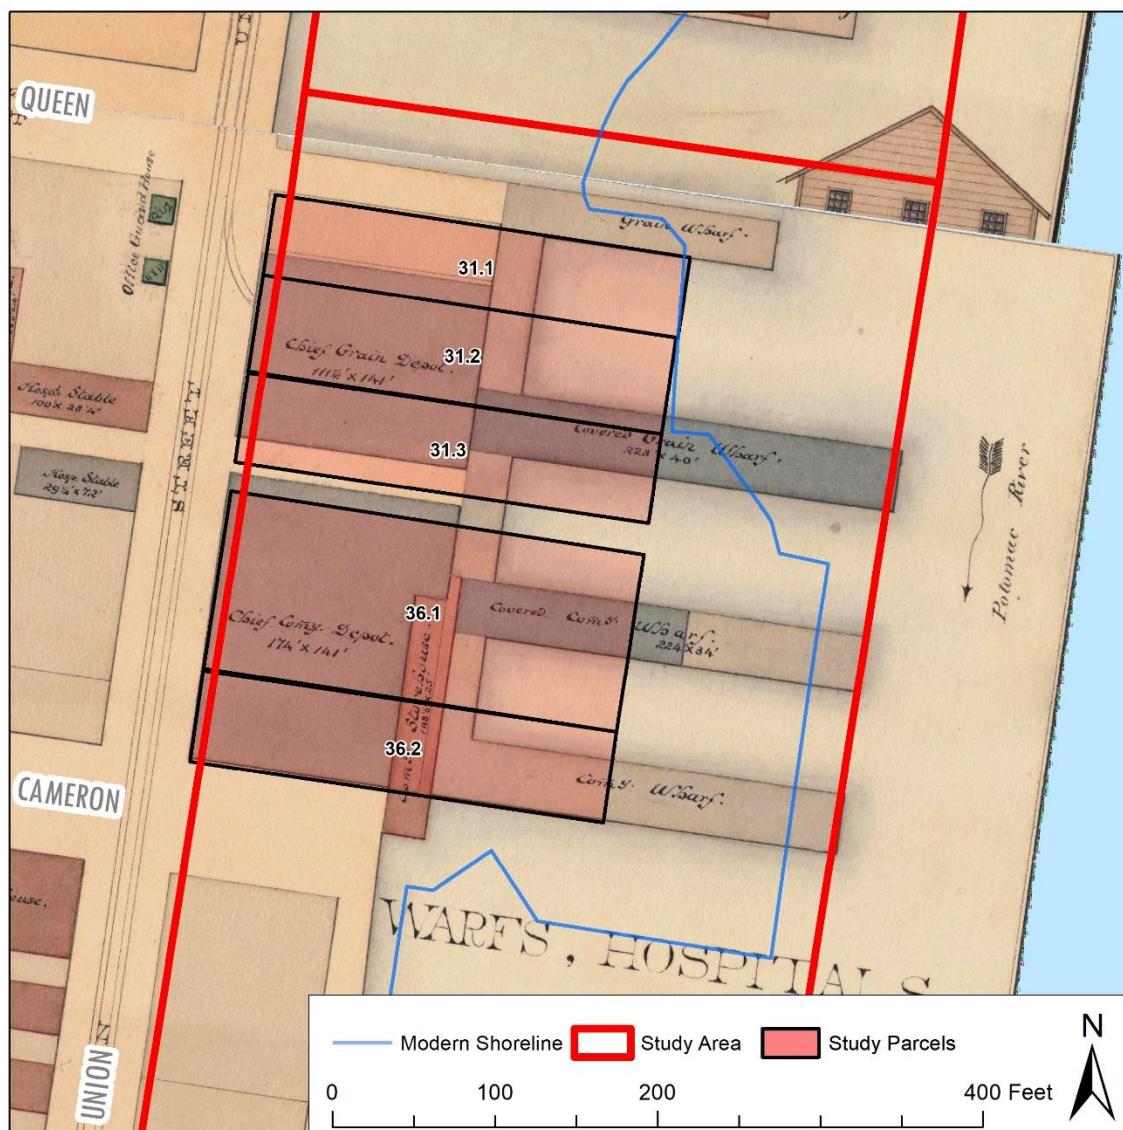 QUEEN
Office
Guard House
Grain Wharf.
31.1
Chief Grain Depot.
111½' x 141'
31.2
31.3
Covered Grain Wharf.
223' x 40'
Hosp. Stable
100' x 28'4"
Hosp. Stable
29½' x 72'
STREET
Potomac River
36.1
Chief Comy. Depot.
174' x 141'
Covered Comy. Wharf.
224' x 34'
Storehouse
36.2
Comy. Wharf.
CAMERON
WARFS, HOSPITALS
UNION
Modern Shoreline
Study Area
Study Parcels
N
0 100 200 400 Feet